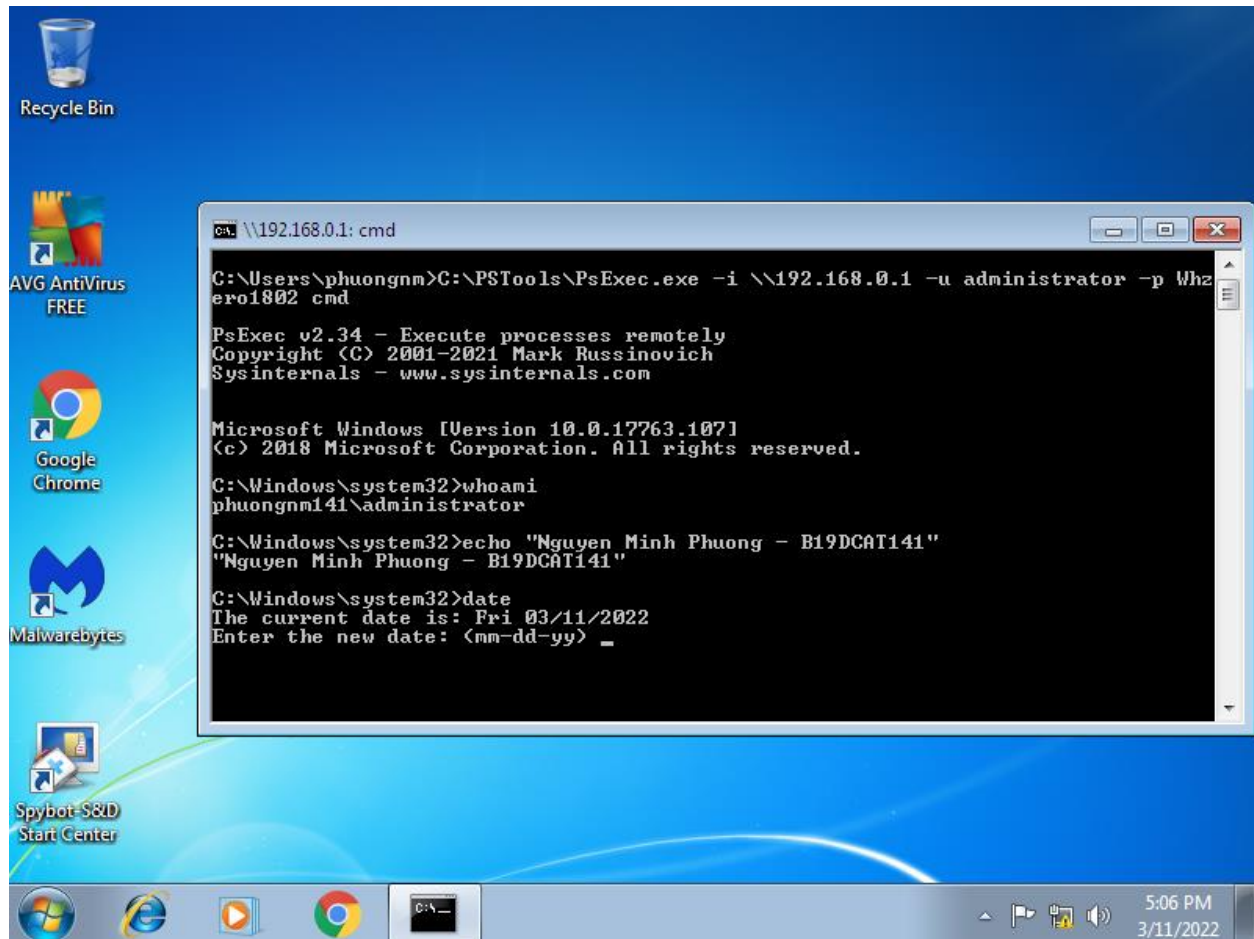 Recycle Bin
AVG AntiVirus
FREE
Google
Chrome
Malwarebytes
Spybot-S&D
Start Center
\\192.168.0.1: cmd
C:\Users\phuongnm>C:\PSTools\PsExec.exe -i \\192.168.0.1 -u administrator -p Whz
ero1802 cmd
PsExec v2.34 - Execute processes remotely
Copyright (C) 2001-2021 Mark Russinovich
Sysinternals - www.sysinternals.com
Microsoft Windows [Version 10.0.17763.107]
(c) 2018 Microsoft Corporation. All rights reserved.
C:\Windows\system32>whoami
phuongnm141\administrator
C:\Windows\system32>echo "Nguyen Minh Phuong - B19DCAT141"
"Nguyen Minh Phuong - B19DCAT141"
C:\Windows\system32>date
The current date is: Fri 03/11/2022
Enter the new date: (mm-dd-yy) _
C:\_
5:06 PM
3/11/2022